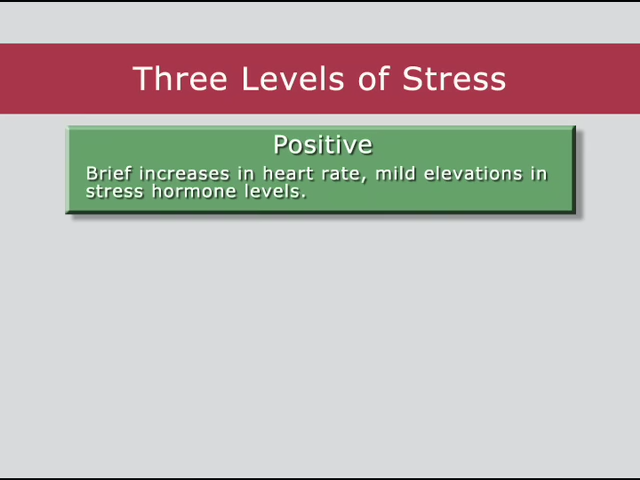 Three Levels of Stress
Positive
Brief increases in heart rate, mild elevations in
stress hormone levels.